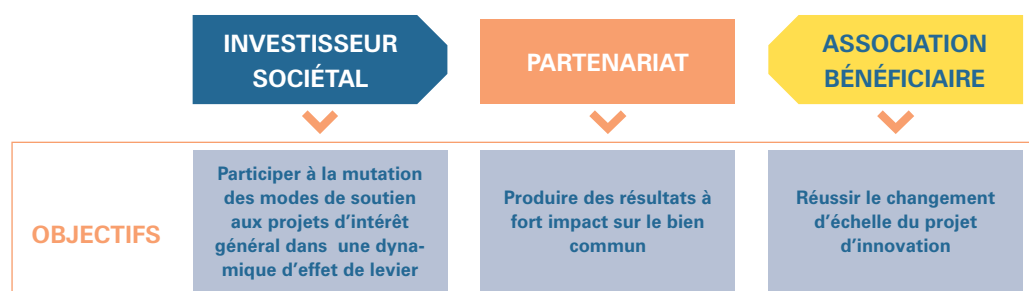 INVESTISSEUR
SOCIÉTAL
PARTENARIAT
ASSOCIATION
BÉNÉFICIAIRE
OBJECTIFS
Participer à la mutation
des modes de soutien
aux projets d’intérêt
général dans une dyna-
mique d’effet de levier
Produire des résultats à
fort impact sur le bien
commun
Réussir le changement
d’échelle du projet
d’innovation